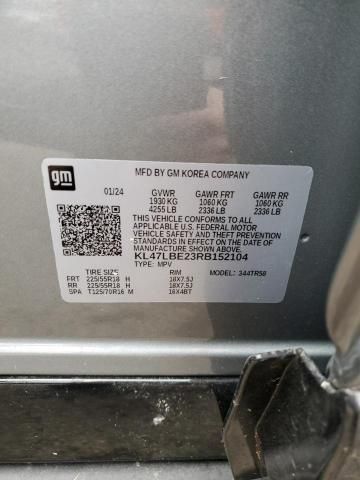 gm
MFD BY GM KOREA COMPANY
01/24 GVWR GAWR FRT GAWR RR
1930 KG 1060 KG 1060 KG
4255 LB 2336 LB 2336 LB
THIS VEHICLE CONFORMS TO ALL
APPLICABLE U.S. FEDERAL MOTOR
VEHICLE SAFETY AND THEFT PREVENTION
STANDARDS IN EFFECT ON THE DATE OF
MANUFACTURE SHOWN ABOVE.
KL47LBE23RB152104
TYPE: MPV
TIRE SIZE RIM MODEL: 344TR58
FRT 225/55R18 H 18X7.5J
RR 225/55R18 H 18X7.5J
SPA T125/70R16 M 16X4BT